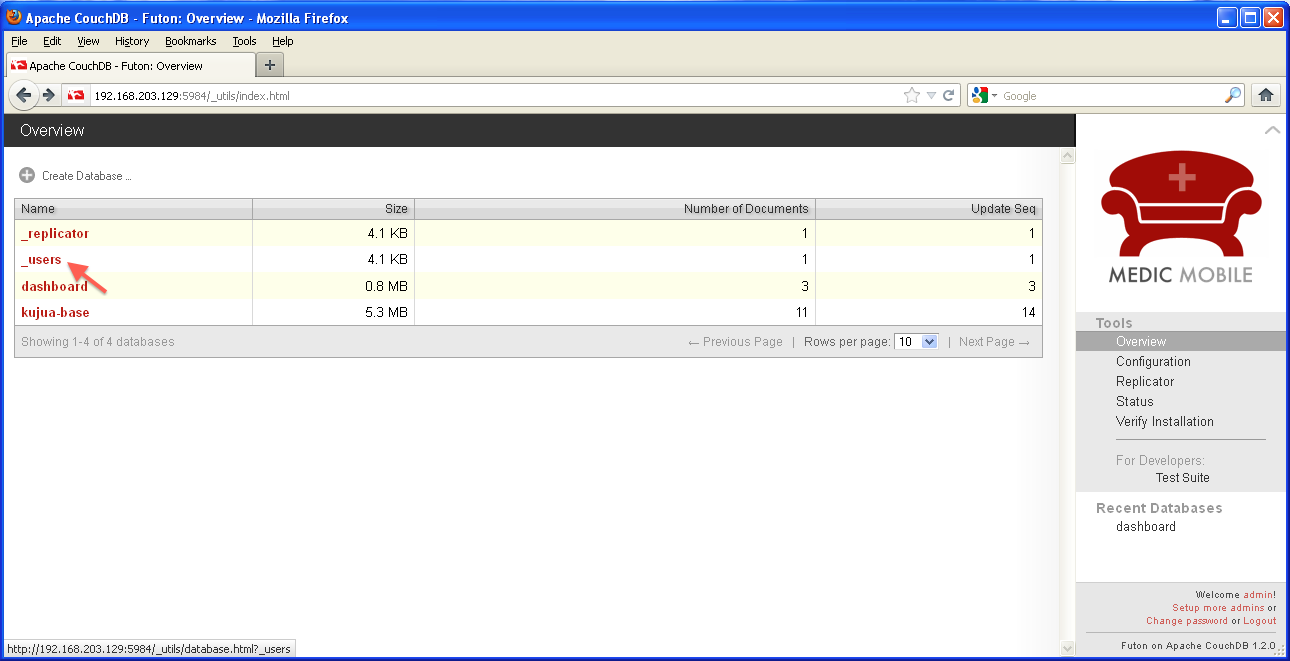 Apache CouchDB - Futon: Overview - Mozilla Firefox
File Edit View History Bookmarks Tools Help
Apache CouchDB - Futon: Overview
192.168.203.129:5984/_utils/index.html
Google
Overview
Create Database ...
Name Size Number of Documents Update Seq
_replicator 4.1 KB 1 1
_users 4.1 KB 1 1
dashboard 0.8 MB 3 3
kujua-base 5.3 MB 11 14
Showing 1-4 of 4 databases ← Previous Page | Rows per page: 10 | Next Page →
MEDIC MOBILE
Tools
Overview
Configuration
Replicator
Status
Verify Installation
For Developers:
Test Suite
Recent Databases
dashboard
Welcome admin!
Setup more admins or
Change password or Logout
Futon on Apache CouchDB 1.2.0
http://192.168.203.129:5984/_utils/database.html?_users